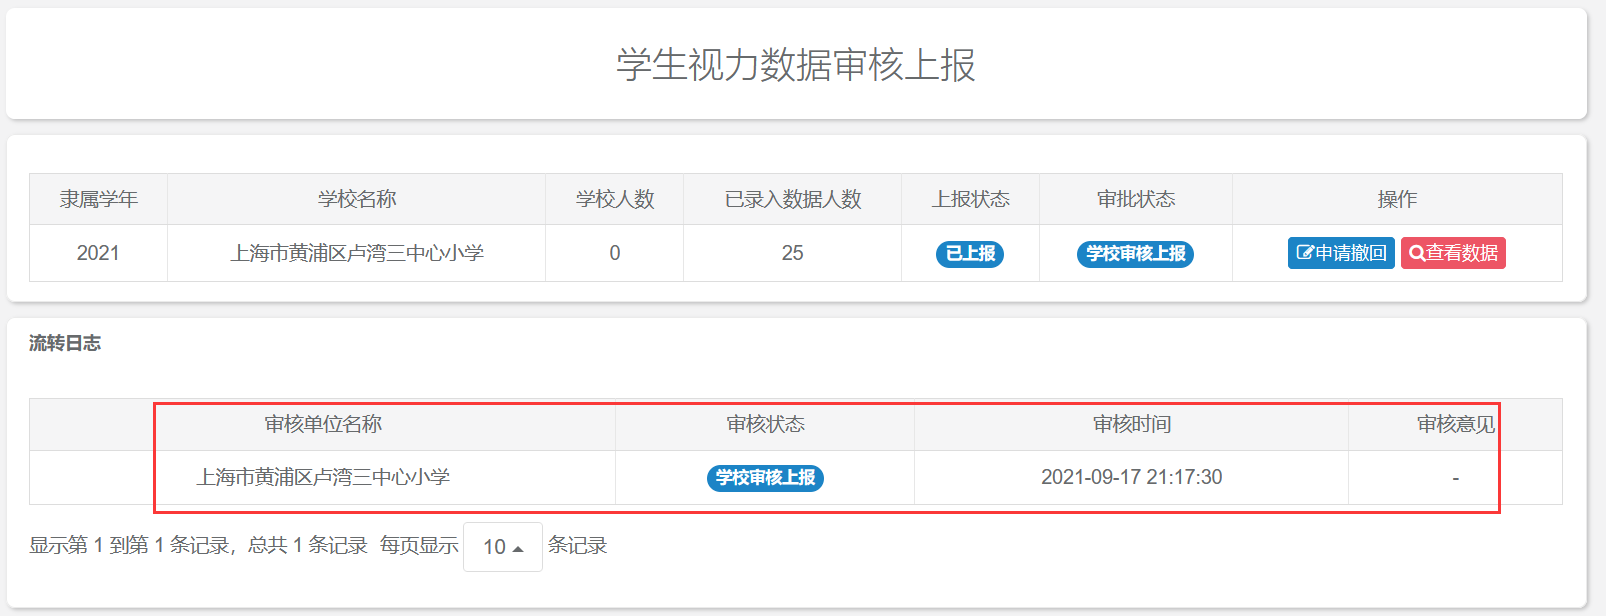 学生视力数据审核上报
隶属学年 学校名称 学校人数 已录入数据人数 上报状态 审批状态 操作
2021 上海市黄浦区卢湾三中心小学 0 25 已上报 学校审核上报 申请撤回 查看数据
流转日志
审核单位名称 审核状态 审核时间 审核意见
上海市黄浦区卢湾三中心小学 学校审核上报 2021-09-17 21:17:30 -
显示第 1 到第 1 条记录，总共 1 条记录 每页显示 10 条记录